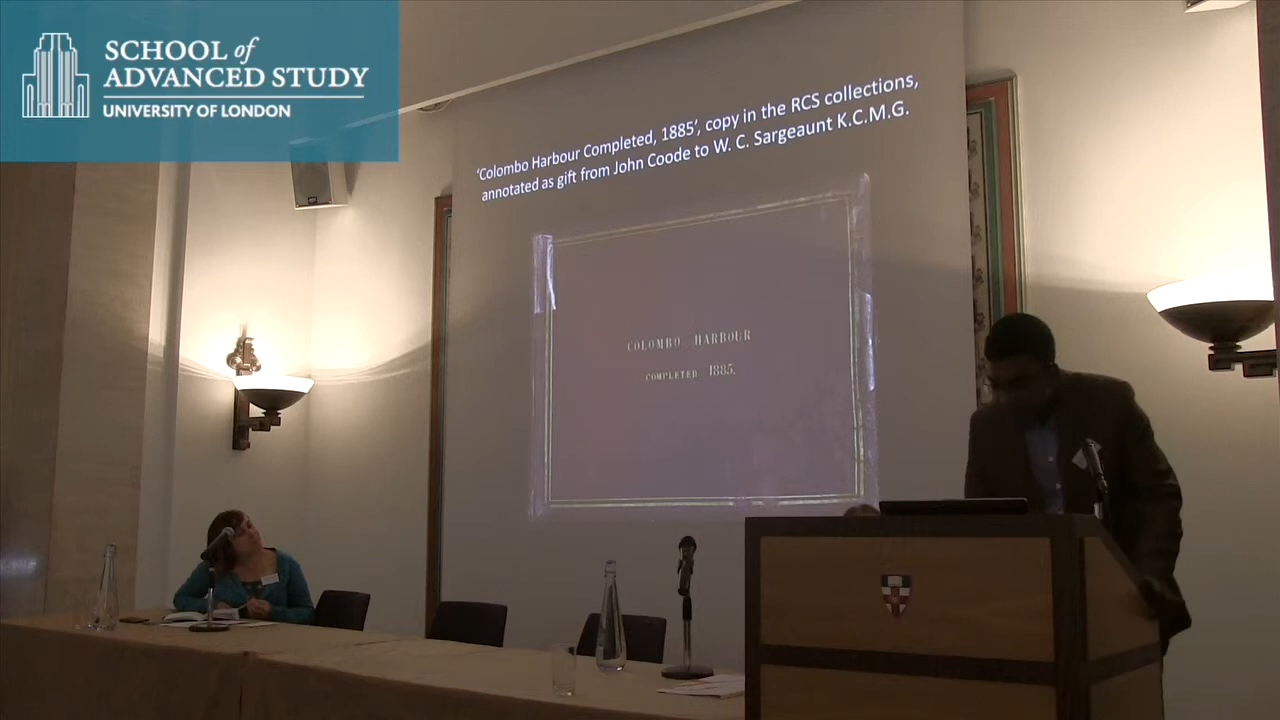 SCHOOL of
ADVANCED STUDY
UNIVERSITY OF LONDON
‘Colombo Harbour Completed, 1885’, copy in the RCS collections,
annotated as gift from John Coode to W. C. Sargeaunt K.C.M.G.
COLOMBO HARBOUR
COMPLETED 1885.